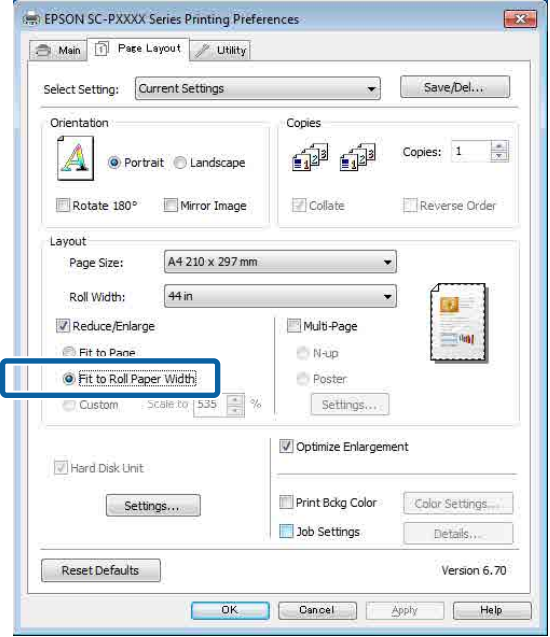 EPSON SC-PXXXX Series Printing Preferences
Main Page Layout Utility
Select Setting: Current Settings Save/Del...
Orientation Copies
Portrait Landscape Copies: 1
Rotate 180° Mirror Image Collate Reverse Order
Layout
Page Size: A4 210 x 297 mm
Roll Width: 44 in
Reduce/Enlarge Multi-Page
Fit to Page N-up
Fit to Roll Paper Width Poster
Custom Scale to 535 % Settings...
Optimize Enlargement
Hard Disk Unit
Settings... Print Bckg Color Color Settings...
Job Settings Details...
Reset Defaults Version 6.70
OK Cancel Apply Help